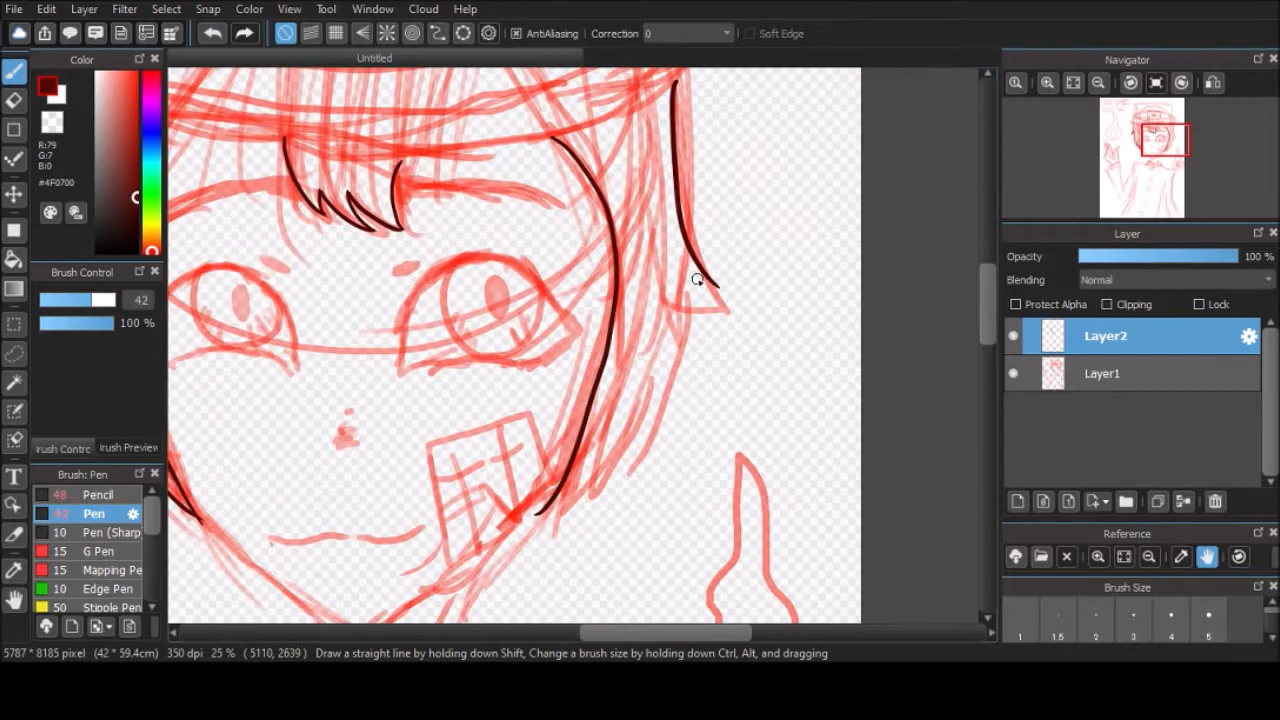 File Edit Layer Filter Select Snap Color View Tool Window Cloud Help
AntiAliasing Correction 0 Soft Edge
Color
Untitled
Navigator
R:79
G:7
B:0
#4F0700
Brush Control
42
100 %
Layer
Opacity 100 %
Blending Normal
Protect Alpha Clipping Lock
Layer2
Layer1
rush Contrc rush Preview
Brush: Pen
48 Pencil
42 Pen
10 Pen (Sharp
15 G Pen
15 Mapping Pe
10 Edge Pen
50 Stipple Pen
Reference
Brush Size
1 1.5 2 3 4 5
5787 * 8185 pixel (42 * 59.4cm) 350 dpi 25 % ( 5110, 2639 ) Draw a straight line by holding down Shift, Change a brush size by holding down Ctrl, Alt, and dragging